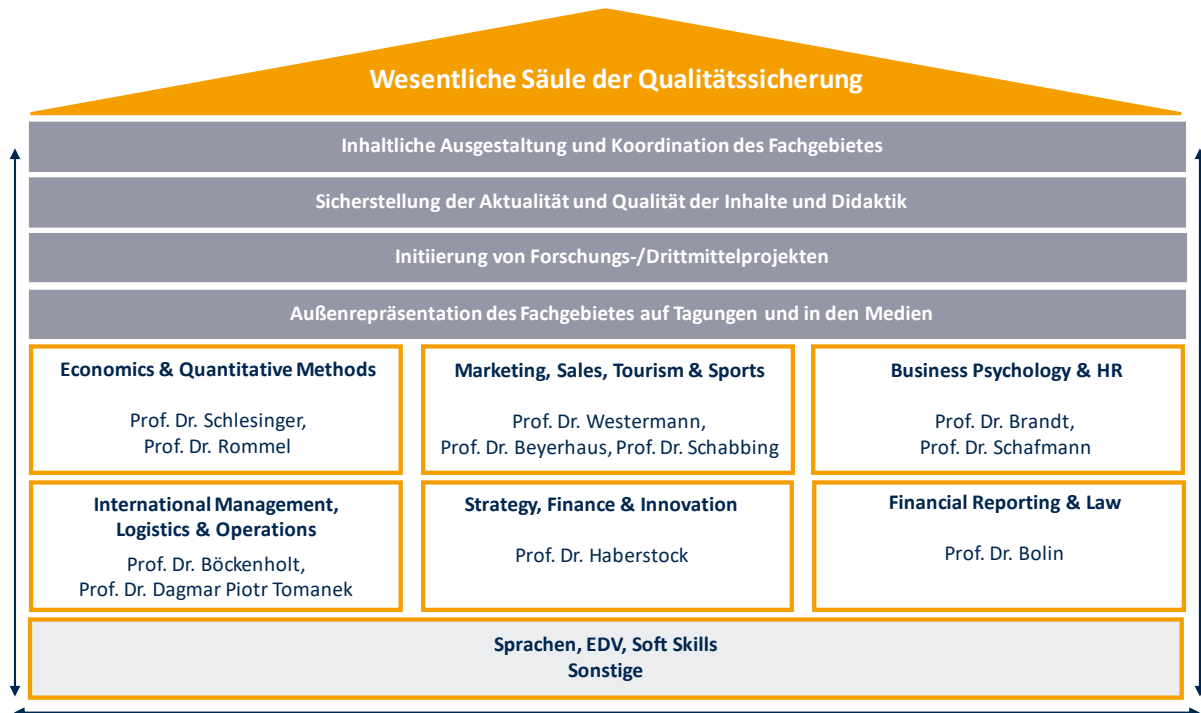 Wesentliche Säule der Qualitätssicherung
Inhaltliche Ausgestaltung und Koordination des Fachgebietes
Sicherstellung der Aktualität und Qualität der Inhalte und Didaktik
Initiierung von Forschungs-/Drittmittelprojekten
Außenrepräsentation des Fachgebietes auf Tagungen und in den Medien
Economics & Quantitative Methods
Prof. Dr. Schlesinger,
Prof. Dr. Rommel
Marketing, Sales, Tourism & Sports
Prof. Dr. Westermann,
Prof. Dr. Beyerhaus, Prof. Dr. Schabbing
Business Psychology & HR
Prof. Dr. Brandt,
Prof. Dr. Schafmann
International Management,
Logistics & Operations
Prof. Dr. Böckenholt,
Prof. Dr. Dagmar Piotr Tomanek
Strategy, Finance & Innovation
Prof. Dr. Haberstock
Financial Reporting & Law
Prof. Dr. Bolin
Sprachen, EDV, Soft Skills
Sonstige